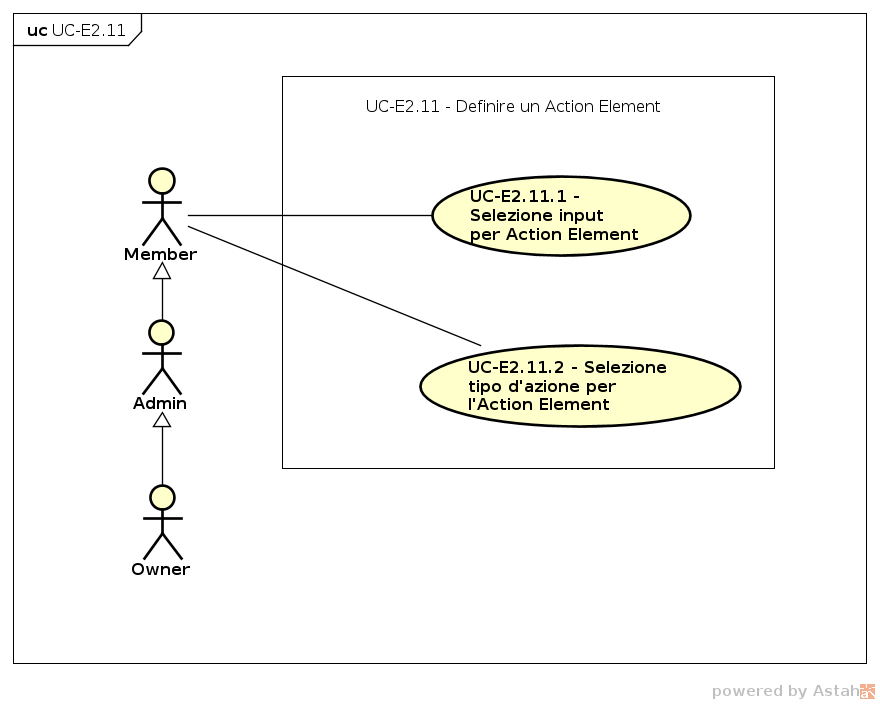 uc UC-E2.11
UC-E2.11 - Definire un Action Element
UC-E2.11.1 -
Selezione input
per Action Element
Member
UC-E2.11.2 - Selezione
tipo d'azione per
l'Action Element
Admin
Owner
powered by Astah